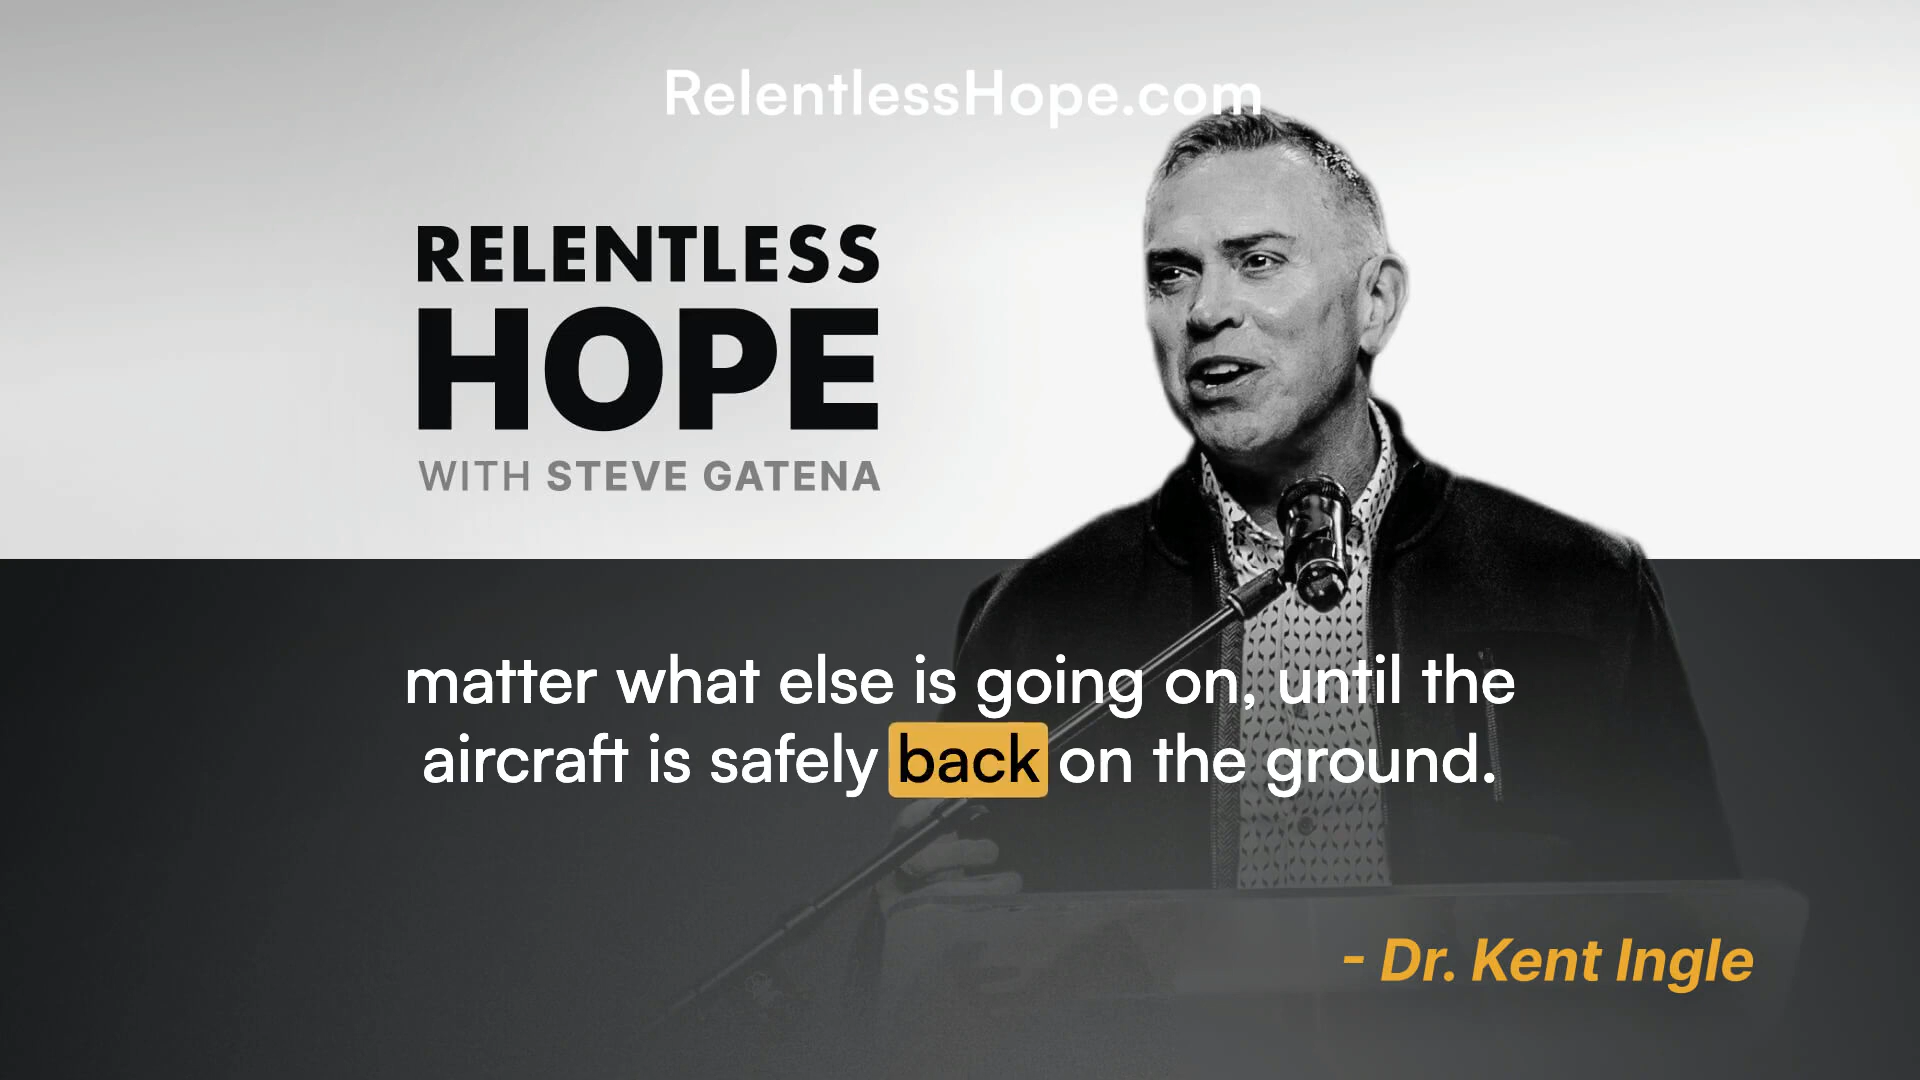 RelentlessHope.com
RELENTLESS
HOPE
WITH STEVE GATENA
matter what else is going on, until the
aircraft is safely back on the ground.
- Dr. Kent Ingle